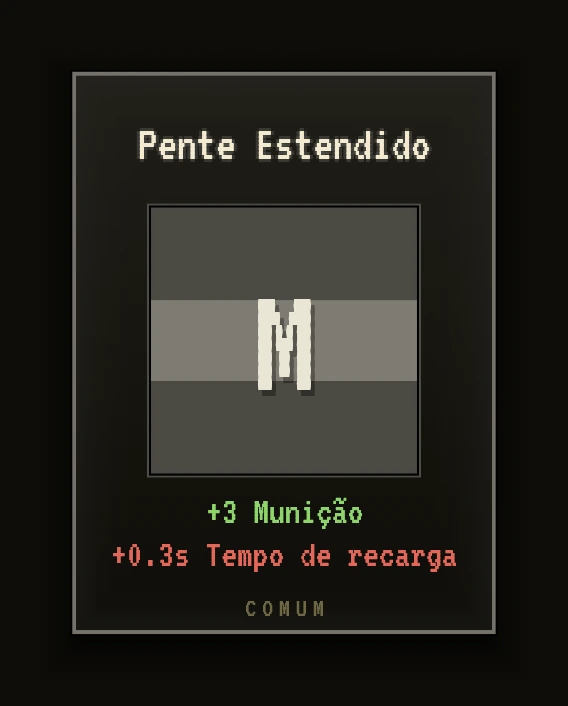 Pente Estendido
M
+3 Munição
+0.3s Tempo de recarga
COMUM